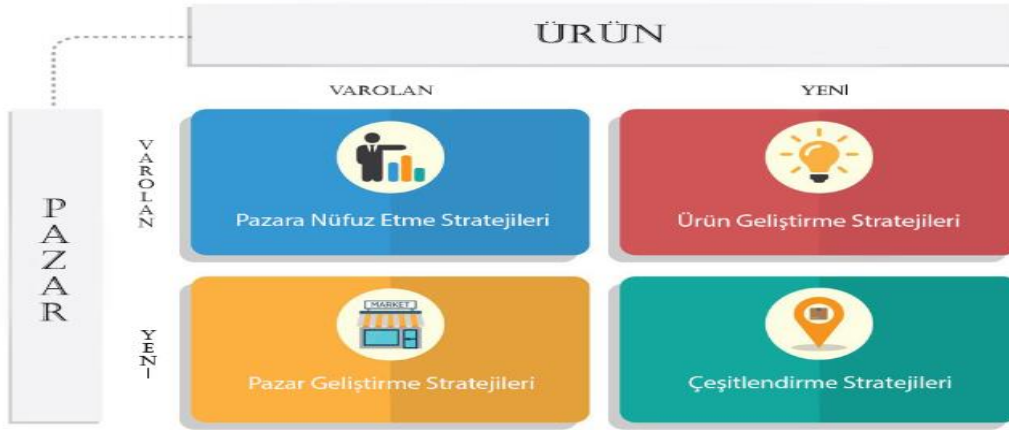 ÜRÜN
VAROLAN
YENİ
PAZAR
VAROLAN
Pazara Nüfuz Etme Stratejileri
Ürün Geliştirme Stratejileri
YENİ
MARKET
Pazar Geliştirme Stratejileri
Çeşitlendirme Stratejileri